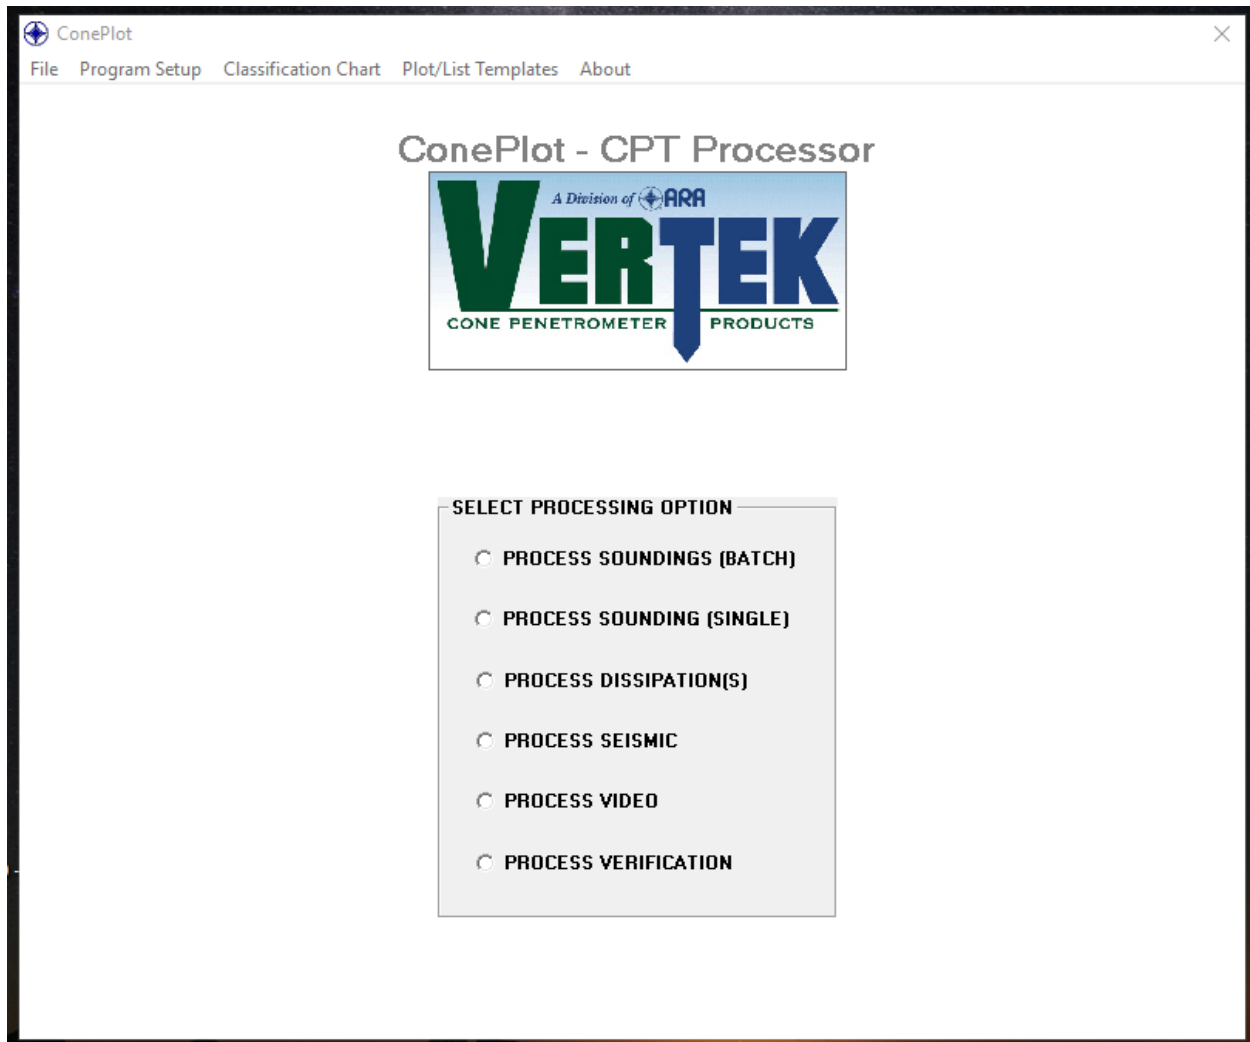 ConePlot
File Program Setup Classification Chart Plot/List Templates About
ConePlot - CPT Processor
A Division of ARA
VERTEK
CONE PENETROMETER PRODUCTS
SELECT PROCESSING OPTION
PROCESS SOUNDINGS (BATCH)
PROCESS SOUNDING (SINGLE)
PROCESS DISSIPATION(S)
PROCESS SEISMIC
PROCESS VIDEO
PROCESS VERIFICATION